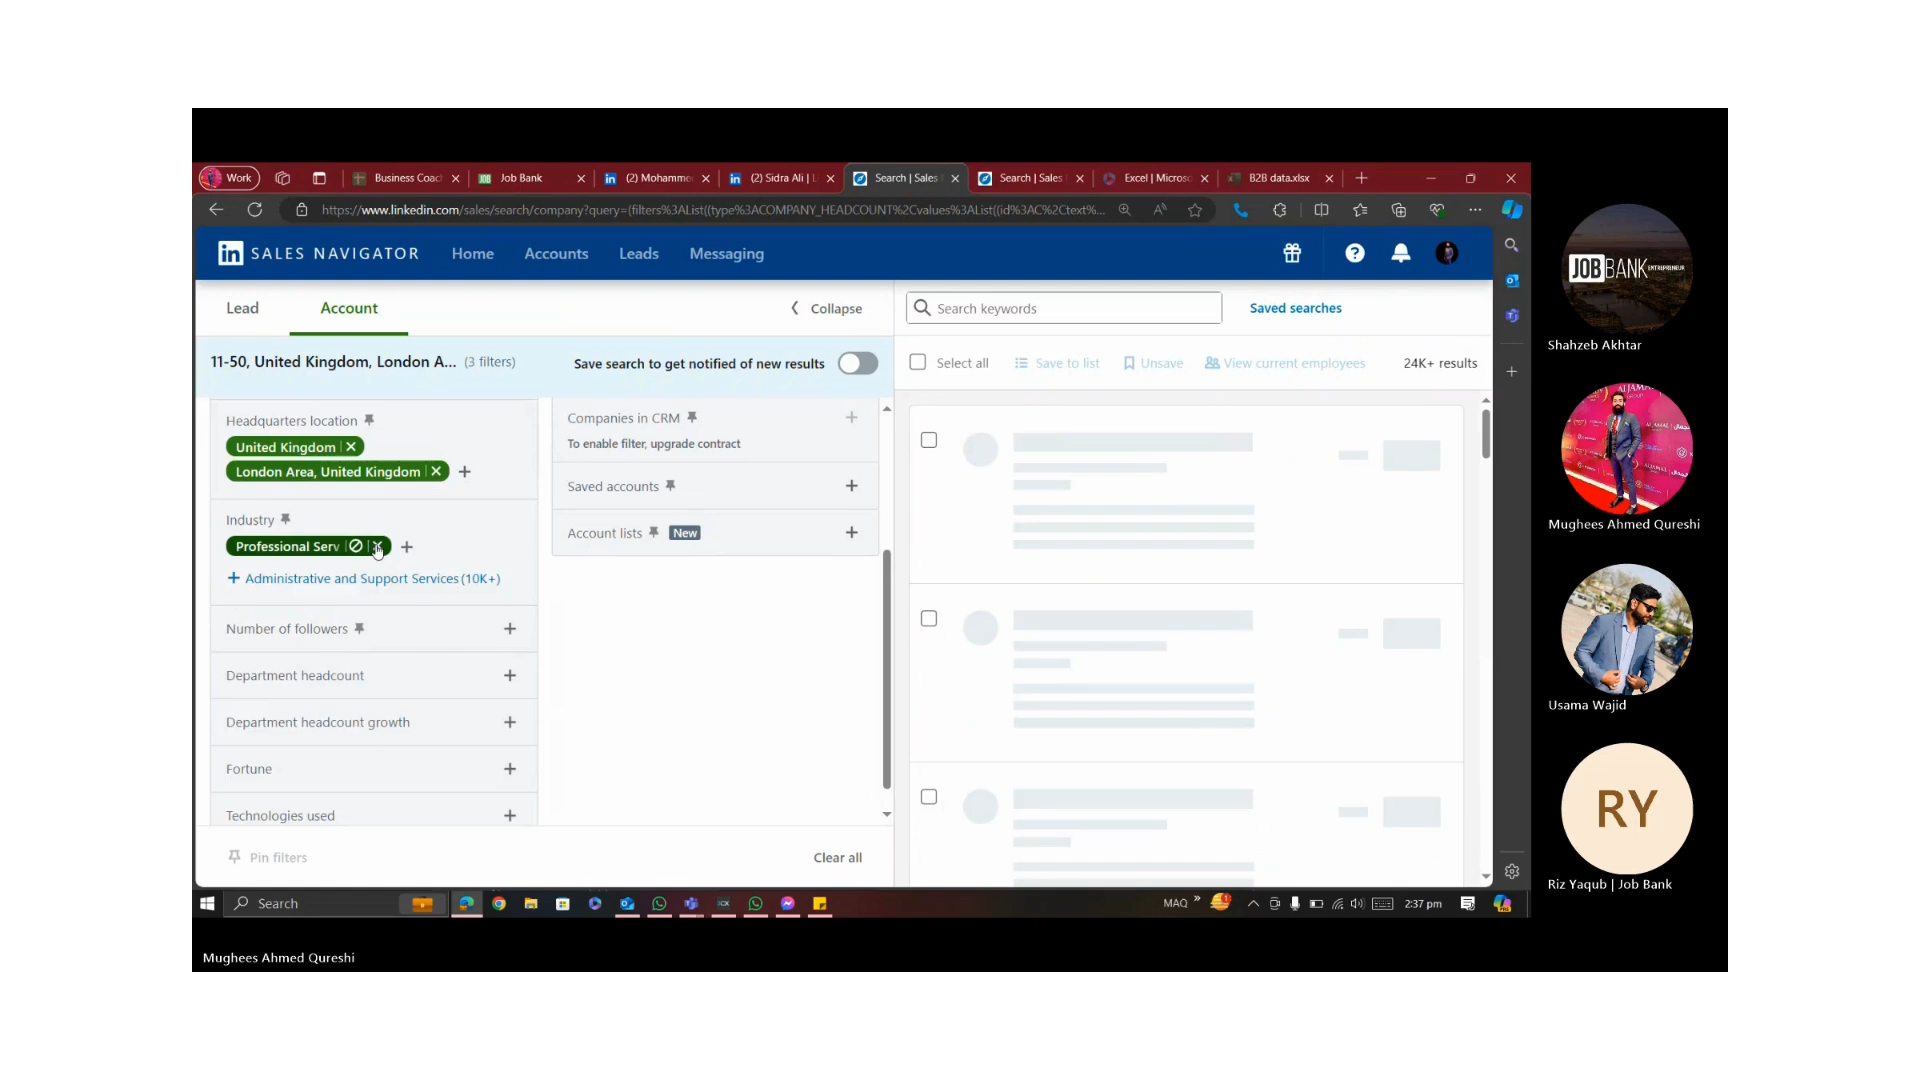 Work
Business Coac
Job Bank
(2) Mohamme
(2) Sidra Ali | L
Search | Sales
Search | Sales
Excel | Microso
B2B data.xlsx
https://www.linkedin.com/sales/search/company?query=(filters%3AList((type%3ACOMPANY_HEADCOUNT%2Cvalues%3AList((id%3AC%2Ctext%...
in SALES NAVIGATOR
Home
Accounts
Leads
Messaging
Lead
Account
Collapse
Search keywords
Saved searches
11-50, United Kingdom, London A... (3 filters)
Save search to get notified of new results
Select all
Save to list
Unsave
View current employees
24K+ results
Headquarters location
United Kingdom
London Area, United Kingdom
Industry
Professional Serv
+ Administrative and Support Services (10K+)
Number of followers
Department headcount
Department headcount growth
Fortune
Technologies used
Companies in CRM
To enable filter, upgrade contract
Saved accounts
Account lists New
Pin filters
Clear all
Search
MAQ
2:37 pm
Mughees Ahmed Qureshi
JOB BANK ENTREPRENEUR
Shahzeb Akhtar
Mughees Ahmed Qureshi
Usama Wajid
RY
Riz Yaqub | Job Bank